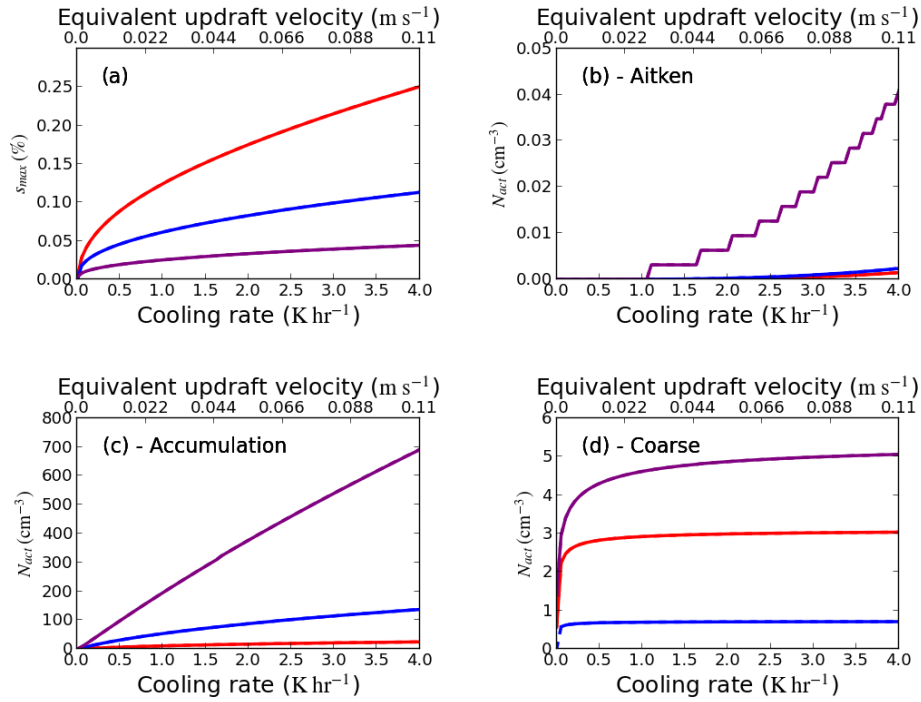 Equivalent updraft velocity (m s⁻¹)
0.0 0.022 0.044 0.066 0.088 0.11
(a)
s_max (%)
0.25
0.20
0.15
0.10
0.05
0.00
0.0 0.5 1.0 1.5 2.0 2.5 3.0 3.5 4.0
Cooling rate (K hr⁻¹)
Equivalent updraft velocity (m s⁻¹)
0.0 0.022 0.044 0.066 0.088 0.11
(b) - Aitken
N_act (cm⁻³)
0.05
0.04
0.03
0.02
0.01
0.00
0.0 0.5 1.0 1.5 2.0 2.5 3.0 3.5 4.0
Cooling rate (K hr⁻¹)
Equivalent updraft velocity (m s⁻¹)
0.0 0.022 0.044 0.066 0.088 0.11
(c) - Accumulation
N_act (cm⁻³)
800
700
600
500
400
300
200
100
0
0.0 0.5 1.0 1.5 2.0 2.5 3.0 3.5 4.0
Cooling rate (K hr⁻¹)
Equivalent updraft velocity (m s⁻¹)
0.0 0.022 0.044 0.066 0.088 0.11
(d) - Coarse
N_act (cm⁻³)
6
5
4
3
2
1
0
0.0 0.5 1.0 1.5 2.0 2.5 3.0 3.5 4.0
Cooling rate (K hr⁻¹)